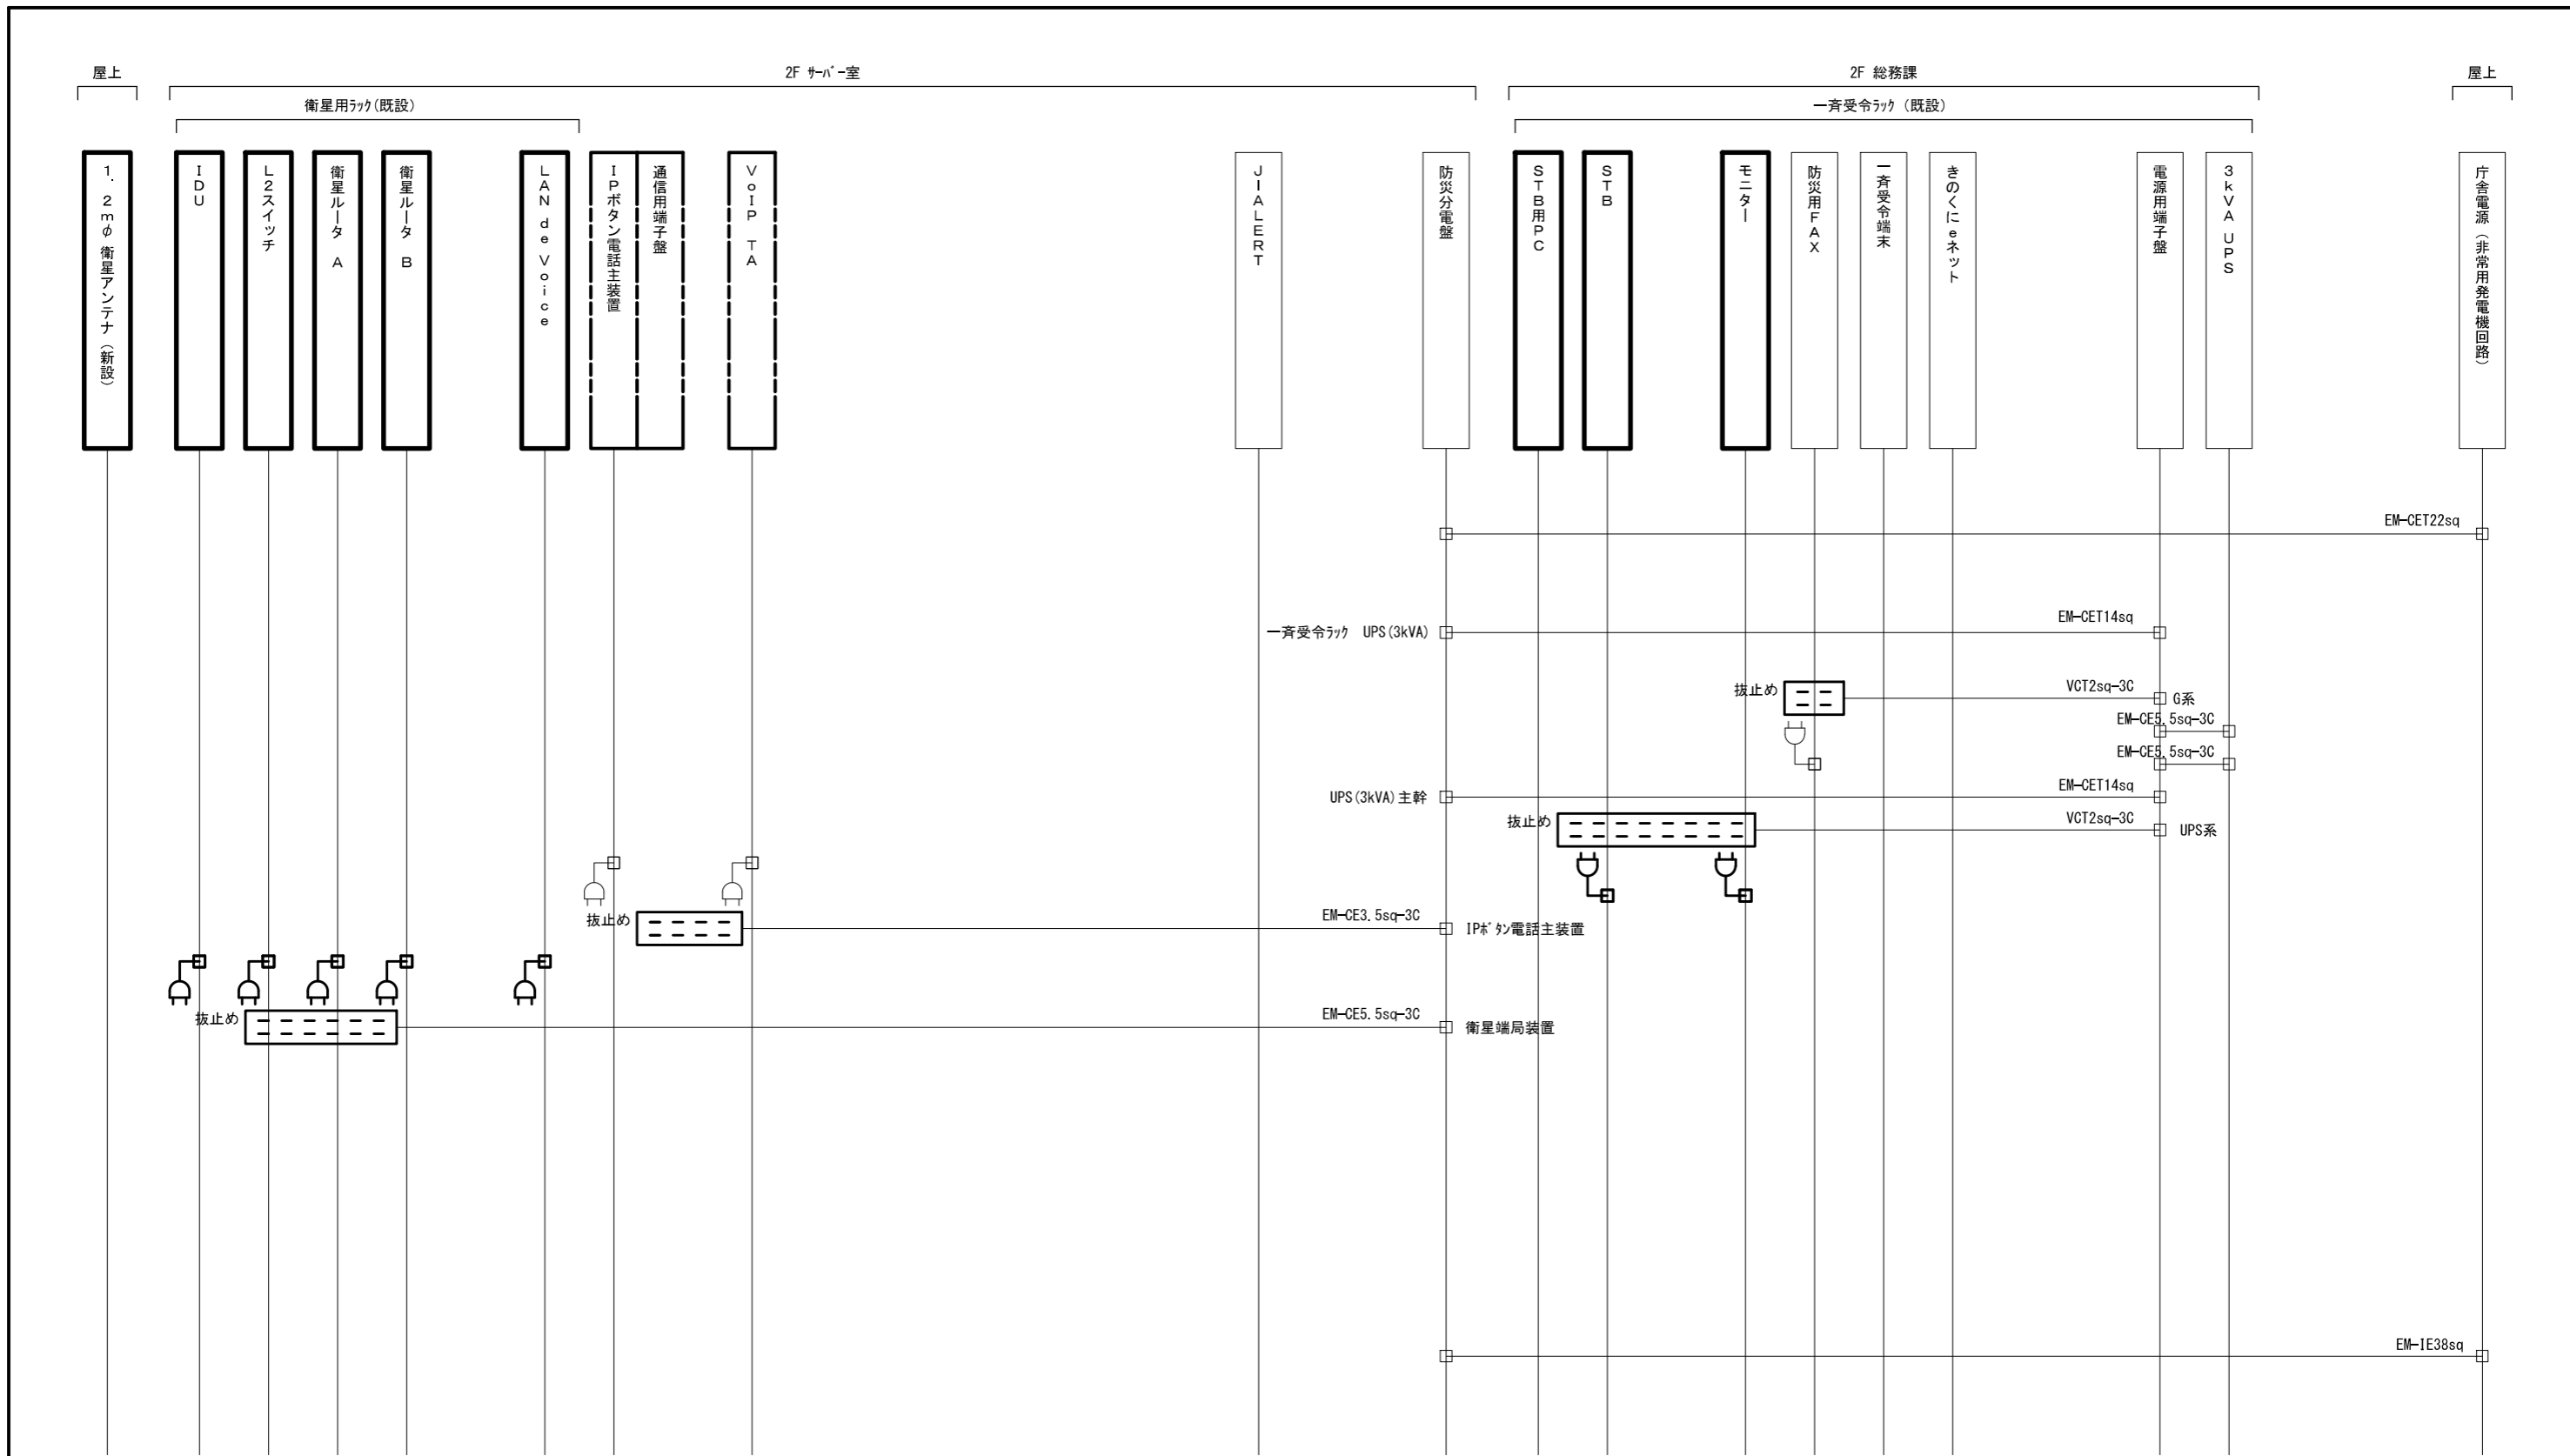 屋上
2F ｻｰﾊﾞｰ室
2F 総務課
屋上
衛星用ﾗｯｸ(既設)
一斉受令ﾗｯｸ (既設)
1．2mφ 衛星アンテナ（新設）
IDU
L2スイッチ
衛星ルータ A
衛星ルータ B
LAN de Voice
IPボタン電話主装置
通信用端子盤
VoIP TA
JｰALERT
防災分電盤
STB用PC
STB
モニター
防災用FAX
一斉受令端末
きのくにeネット
電源用端子盤
3kVA UPS
庁舎電源（非常用発電機回路）
EM-CET22sq
一斉受令ﾗｯｸ UPS(3kVA)
EM-CET14sq
抜止め
VCT2sq-3C
G系
EM-CE5.5sq-3C
EM-CE5.5sq-3C
UPS(3kVA)主幹
EM-CET14sq
抜止め
VCT2sq-3C
UPS系
抜止め
EM-CE3.5sq-3C
IPﾎﾞﾀﾝ電話主装置
抜止め
EM-CE5.5sq-3C
衛星端局装置
EM-IE38sq